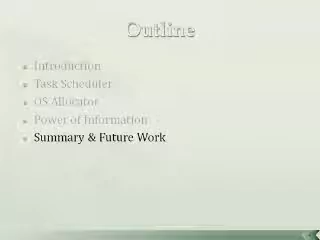 Outline
Introduction
Task Scheduler
OS Allocator
Power of Information
Summary & Future Work